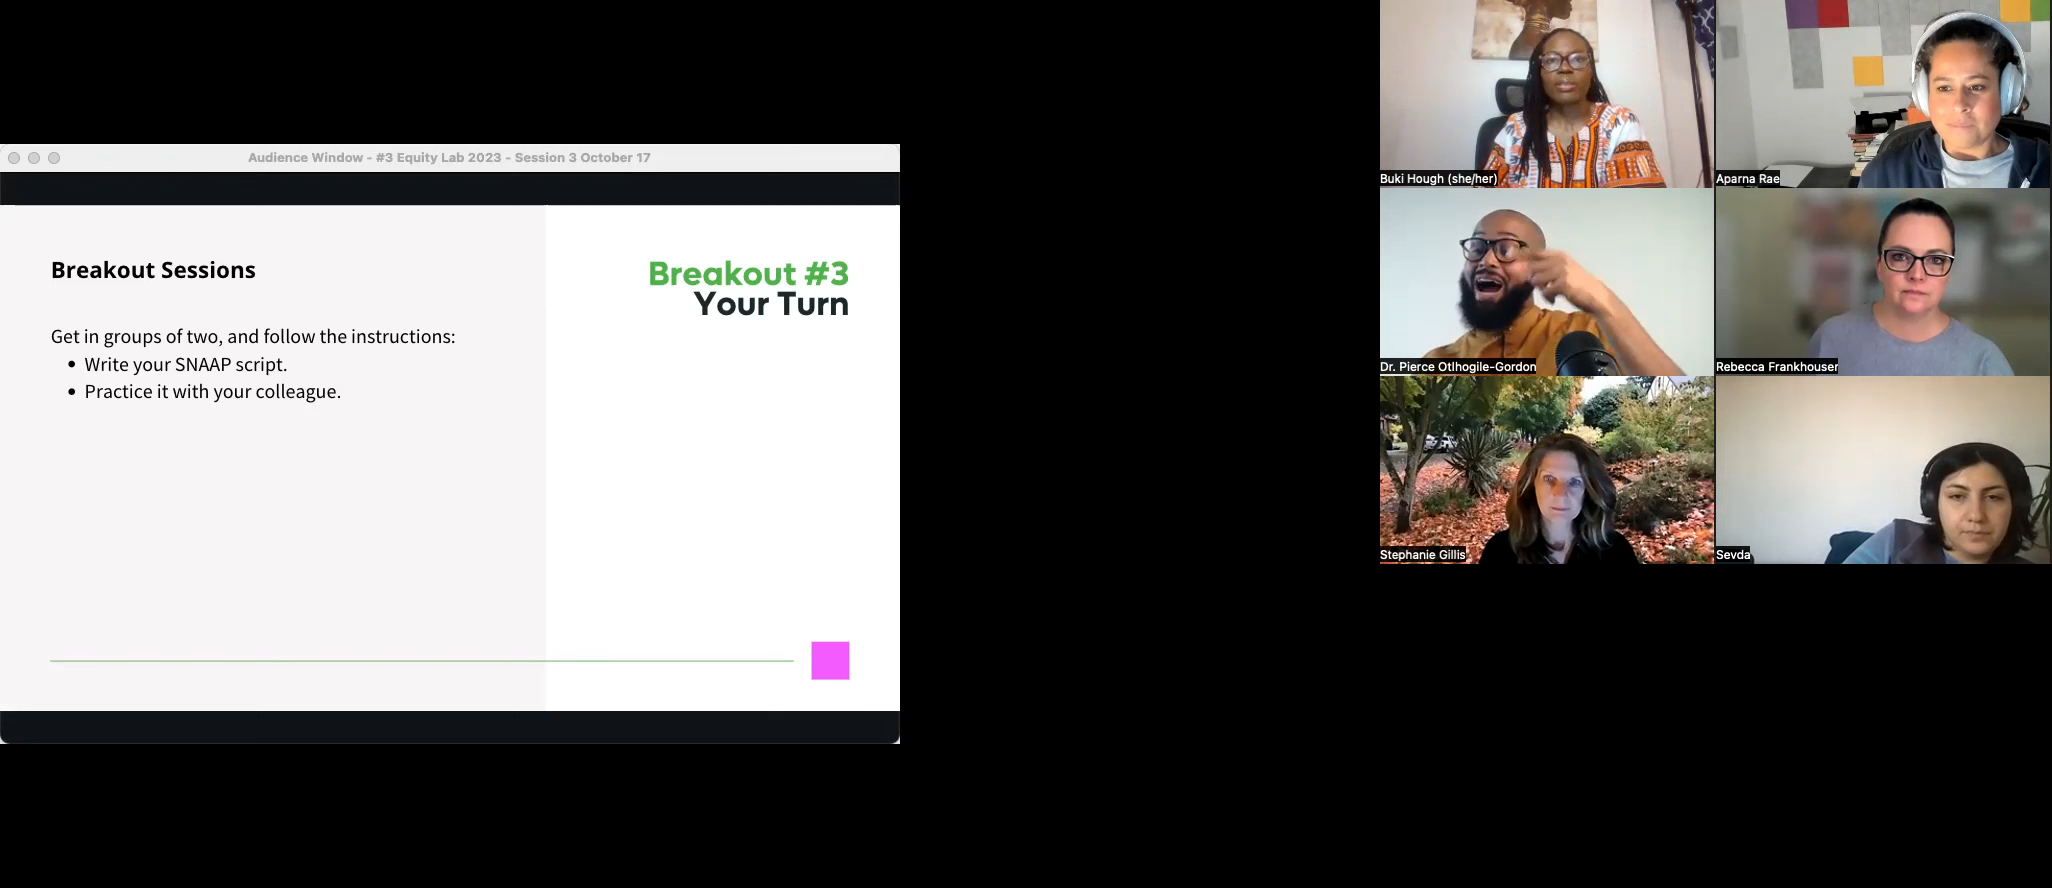 Audience Window - #3 Equity Lab 2023 - Session 3 October 17
Breakout Sessions
Get in groups of two, and follow the instructions:
• Write your SNAAP script.
• Practice it with your colleague.
Breakout #3
Your Turn
Buki Hough (she/her)
Aparna Rae
Dr. Pierce Otlhogile-Gordon
Rebecca Frankhouser
Stephanie Gillis
Sevda